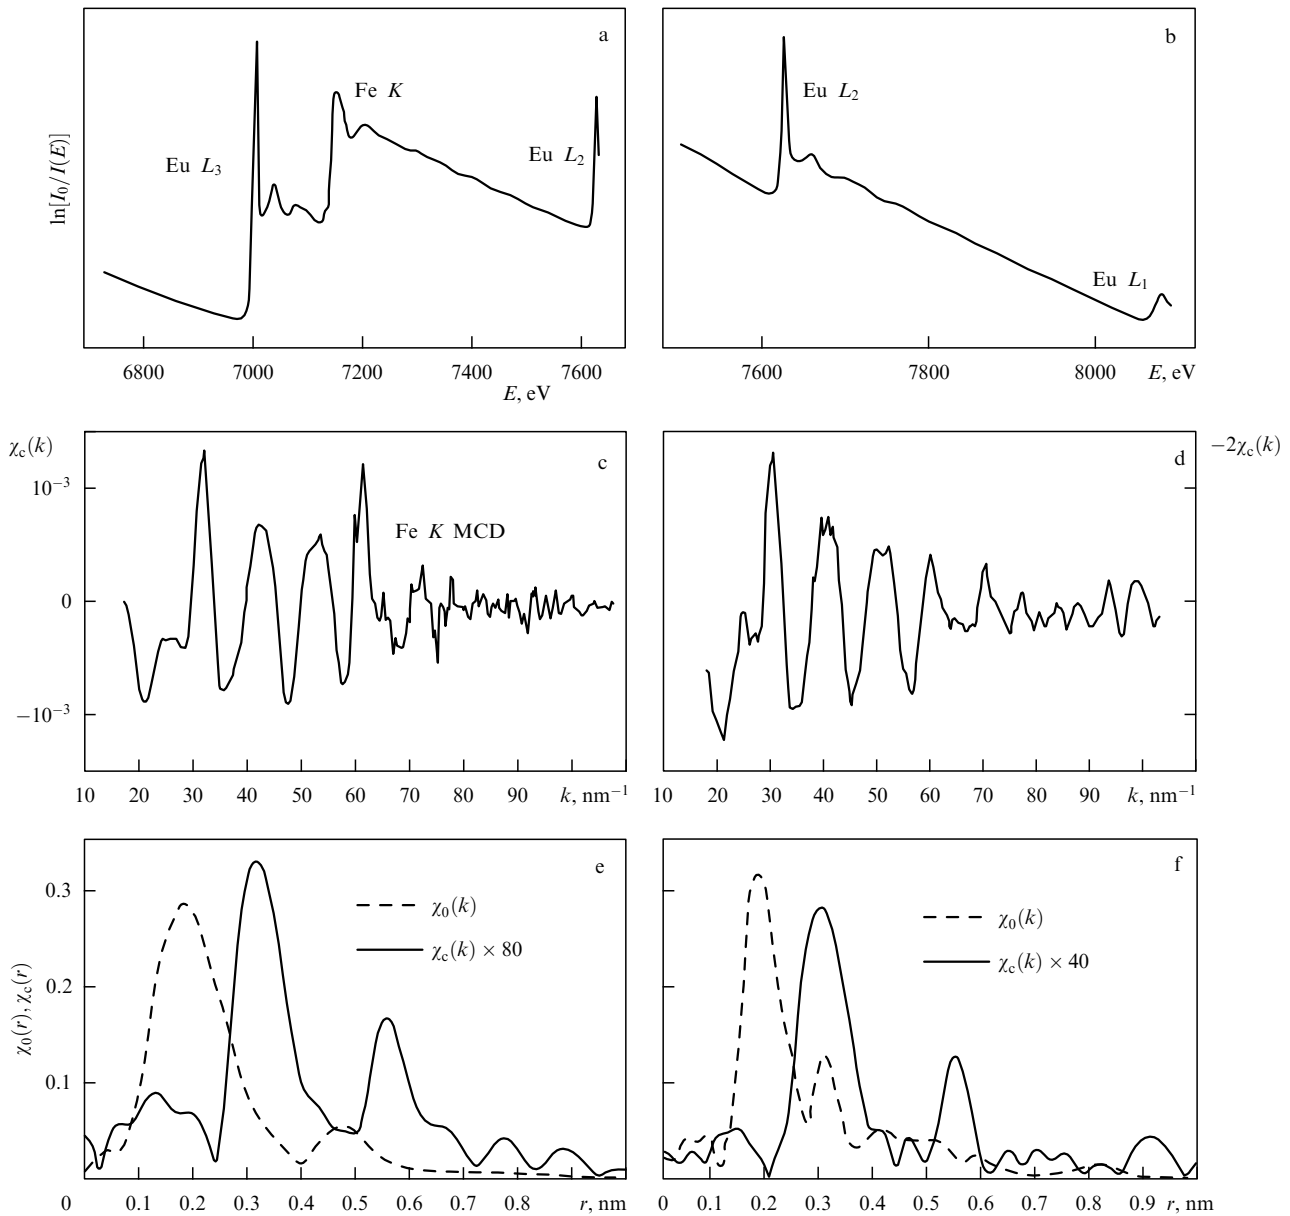 a
Fe K
Eu L₃
Eu L₂
ln[I₀/I(E)]
6800 7000 7200 7400 7600
E, eV
b
Eu L₂
Eu L₁
7600 7800 8000 E, eV
χc(k)
c
10⁻³
Fe K MCD
0
−10⁻³
10 20 30 40 50 60 70 80 90 k, nm⁻¹
d
−2χc(k)
10 20 30 40 50 60 70 80 90 k, nm⁻¹
e
0.3
χ₀(k)
χc(k) × 80
0.2
χ₀(r), χc(r)
0.1
0 0.1 0.2 0.3 0.4 0.5 0.6 0.7 0.8 r, nm
f
χ₀(k)
χc(k) × 40
0 0.1 0.2 0.3 0.4 0.5 0.6 0.7 0.8 0.9 r, nm